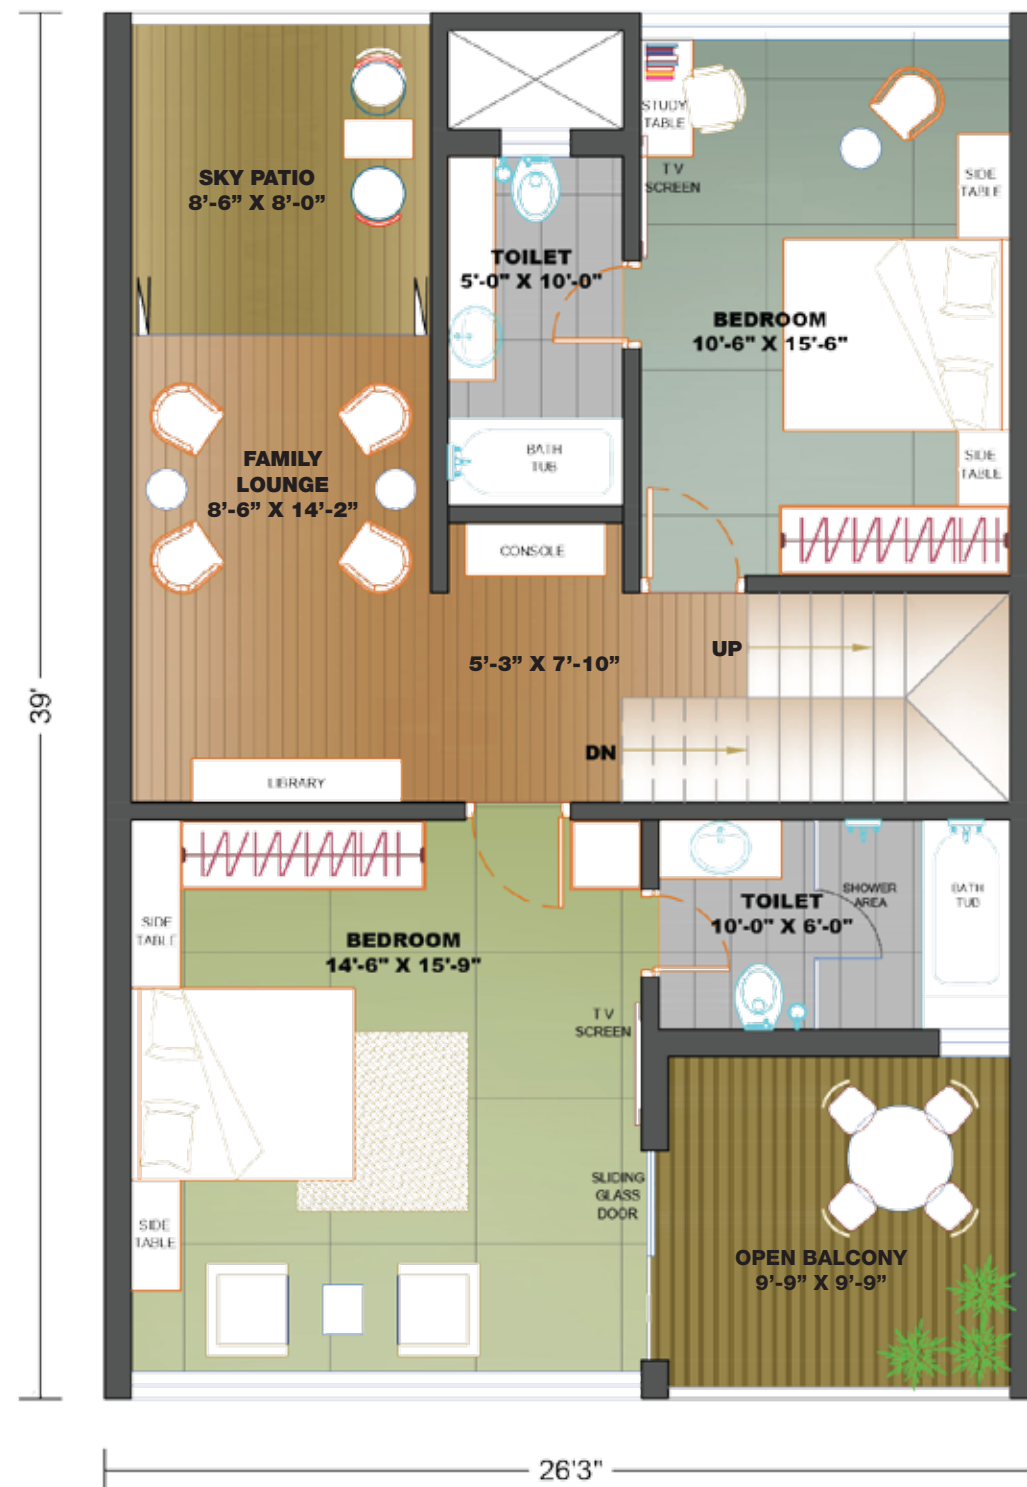 SKY PATIO
8’-6” X 8’-0”
STUDY
TABLE
T V
SCREEN
SIDE
TABLE
TOILET
5'-0" X 10'-0"
BEDROOM
10'-6" X 15'-6"
FAMILY
LOUNGE
8’-6” X 14’-2”
BATH
TUB
SIDE
TABLE
CONSOLE
5’-3” X 7’-10”
UP
39'
DN
LIBRARY
SIDE
TABLE
BEDROOM
14'-6" X 15'-9"
TOILET
10'-0" X 6'-0"
SHOWER
AREA
BATH
TUD
T V
SCREEN
SLIDING
GLASS
DOOR
SIDE
TABLE
OPEN BALCONY
9’-9” X 9’-9”
26'3"